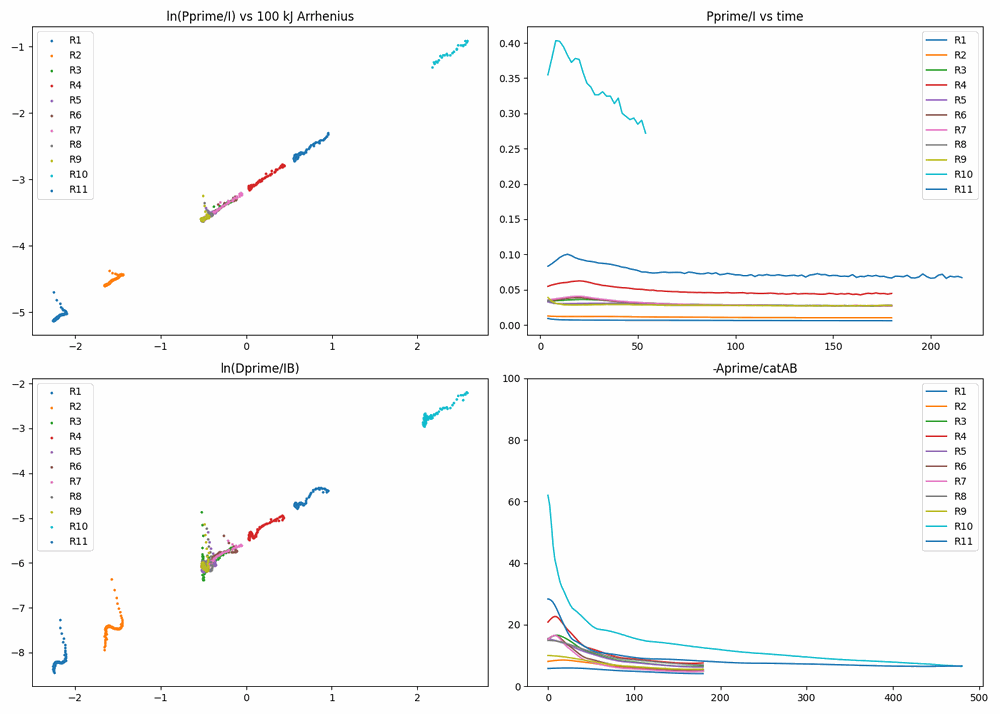 ln(Pprime/I) vs 100 kJ Arrhenius
−1
−2
−3
−4
−5
−2
−1
0
1
2
R1
R2
R3
R4
R5
R6
R7
R8
R9
R10
R11
Pprime/I vs time
0.40
0.35
0.30
0.25
0.20
0.15
0.10
0.05
0.00
0
50
100
150
200
R1
R2
R3
R4
R5
R6
R7
R8
R9
R10
R11
ln(Dprime/IB)
−2
−3
−4
−5
−6
−7
−8
−2
−1
0
1
2
R1
R2
R3
R4
R5
R6
R7
R8
R9
R10
R11
-Aprime/catAB
100
80
60
40
20
0
0
100
200
300
400
500
R1
R2
R3
R4
R5
R6
R7
R8
R9
R10
R11